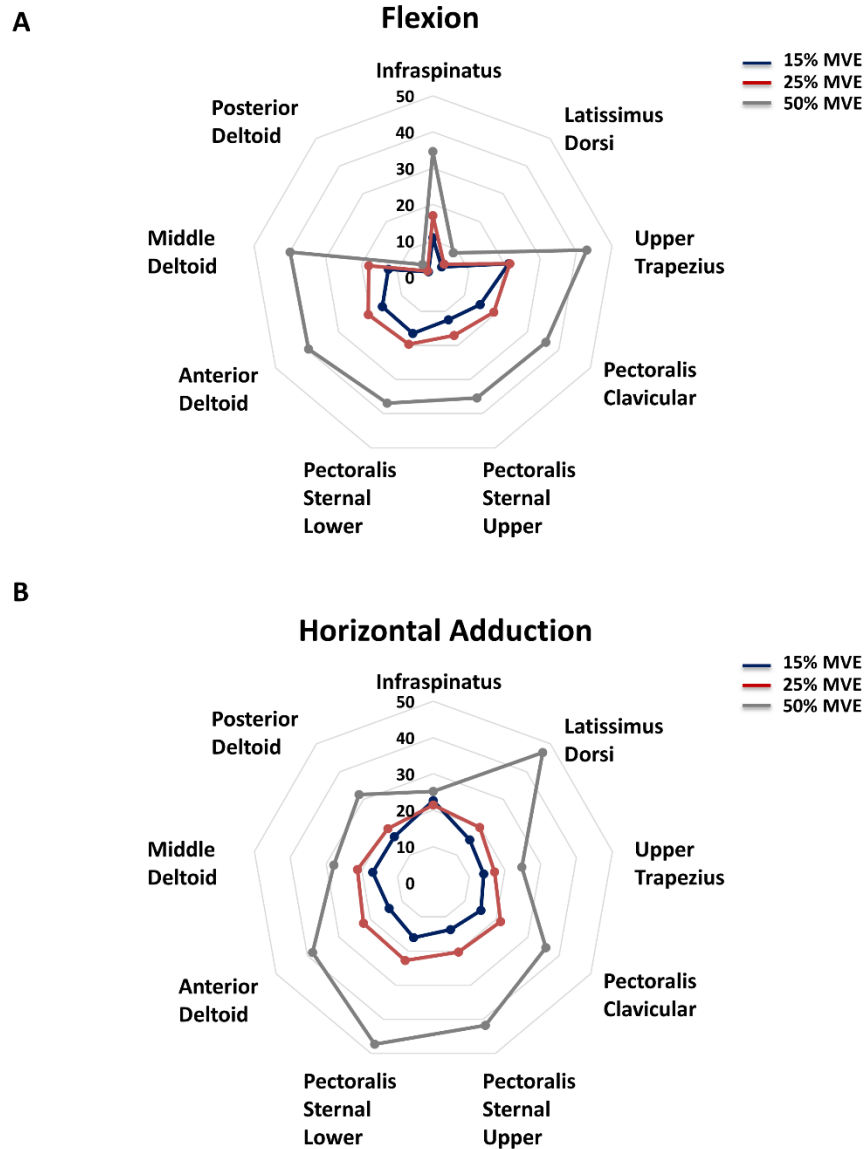 A
Flexion
15% MVE
25% MVE
50% MVE
Infraspinatus
Latissimus
Dorsi
Upper
Trapezius
Pectoralis
Clavicular
Pectoralis
Sternal
Upper
Pectoralis
Sternal
Lower
Anterior
Deltoid
Middle
Deltoid
Posterior
Deltoid
50
40
30
20
10
0
B
Horizontal Adduction
15% MVE
25% MVE
50% MVE
Infraspinatus
Latissimus
Dorsi
Upper
Trapezius
Pectoralis
Clavicular
Pectoralis
Sternal
Upper
Pectoralis
Sternal
Lower
Anterior
Deltoid
Middle
Deltoid
Posterior
Deltoid
50
40
30
20
10
0